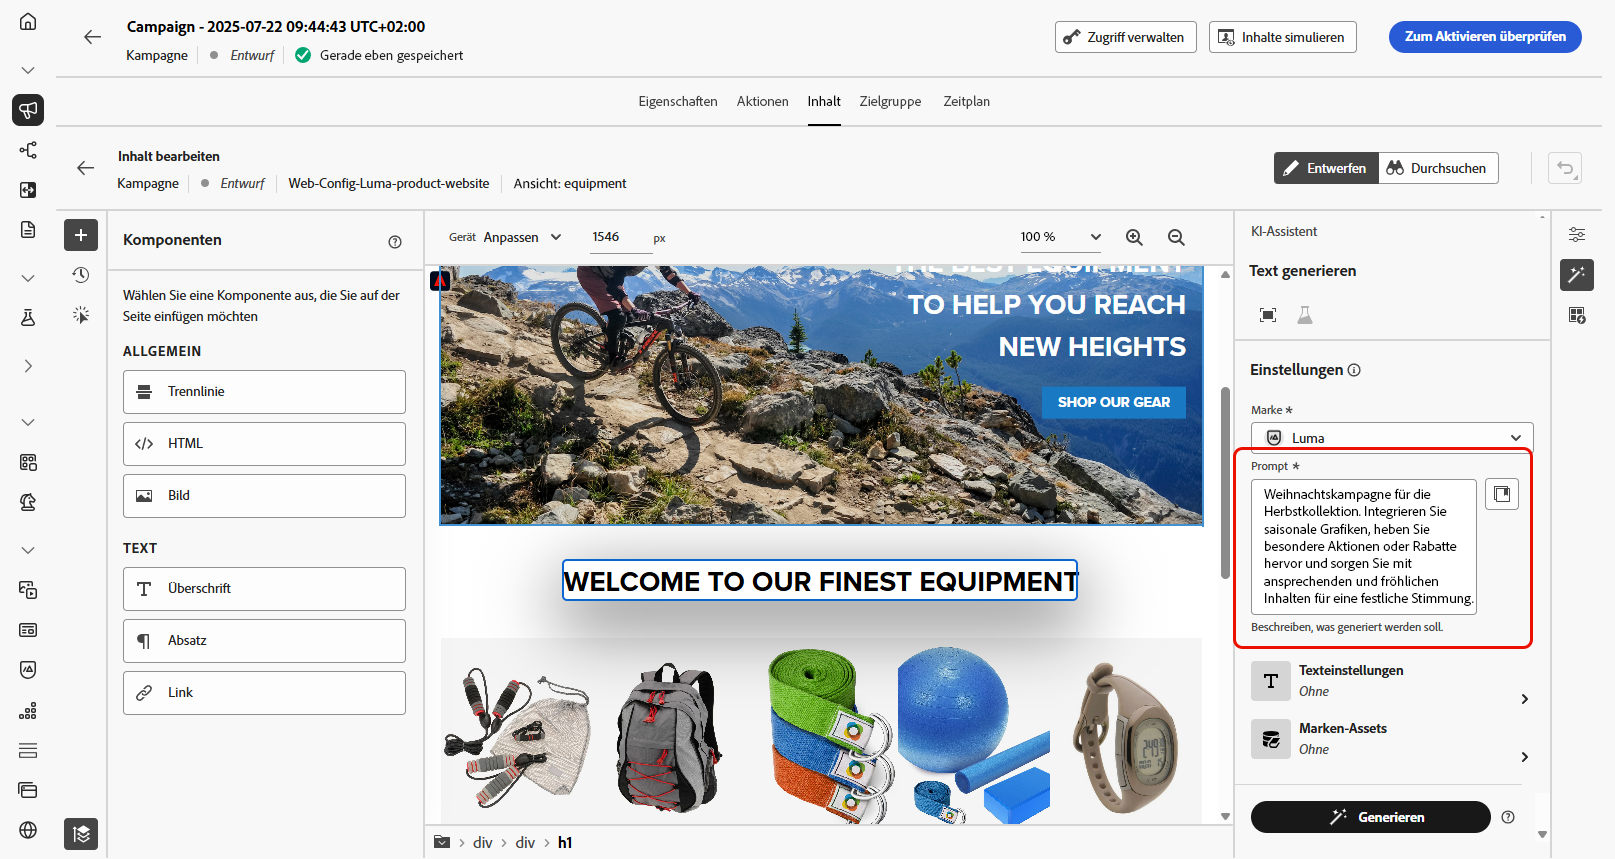 Campaign - 2025-07-22 09:44:43 UTC+02:00
Kampagne
Entwurf
Gerade eben gespeichert
Zugriff verwalten
Inhalte simulieren
Zum Aktivieren überprüfen
Eigenschaften
Aktionen
Inhalt
Zielgruppe
Zeitplan
Inhalt bearbeiten
Kampagne
Entwurf
Web-Config-Luma-product-website
Ansicht: equipment
Entwerfen
Durchsuchen
Komponenten
Wählen Sie eine Komponente aus, die Sie auf der
Seite einfügen möchten
ALLGEMEIN
Trennlinie
HTML
Bild
TEXT
Überschrift
Absatz
Link
Gerät
Anpassen
1546
px
100 %
THE BEST EQUIPMENT
TO HELP YOU REACH
NEW HEIGHTS
SHOP OUR GEAR
WELCOME TO OUR FINEST EQUIPMENT
div
div
h1
KI-Assistent
Text generieren
Einstellungen
Marke *
Luma
Prompt *
Weihnachtskampagne für die
Herbstkollektion. Integrieren Sie
saisonale Grafiken, heben Sie
besondere Aktionen oder Rabatte
hervor und sorgen Sie mit
ansprechenden und fröhlichen
Inhalten für eine festliche Stimmung.
Beschreiben, was generiert werden soll.
Texteinstellungen
Ohne
Marken-Assets
Ohne
Generieren